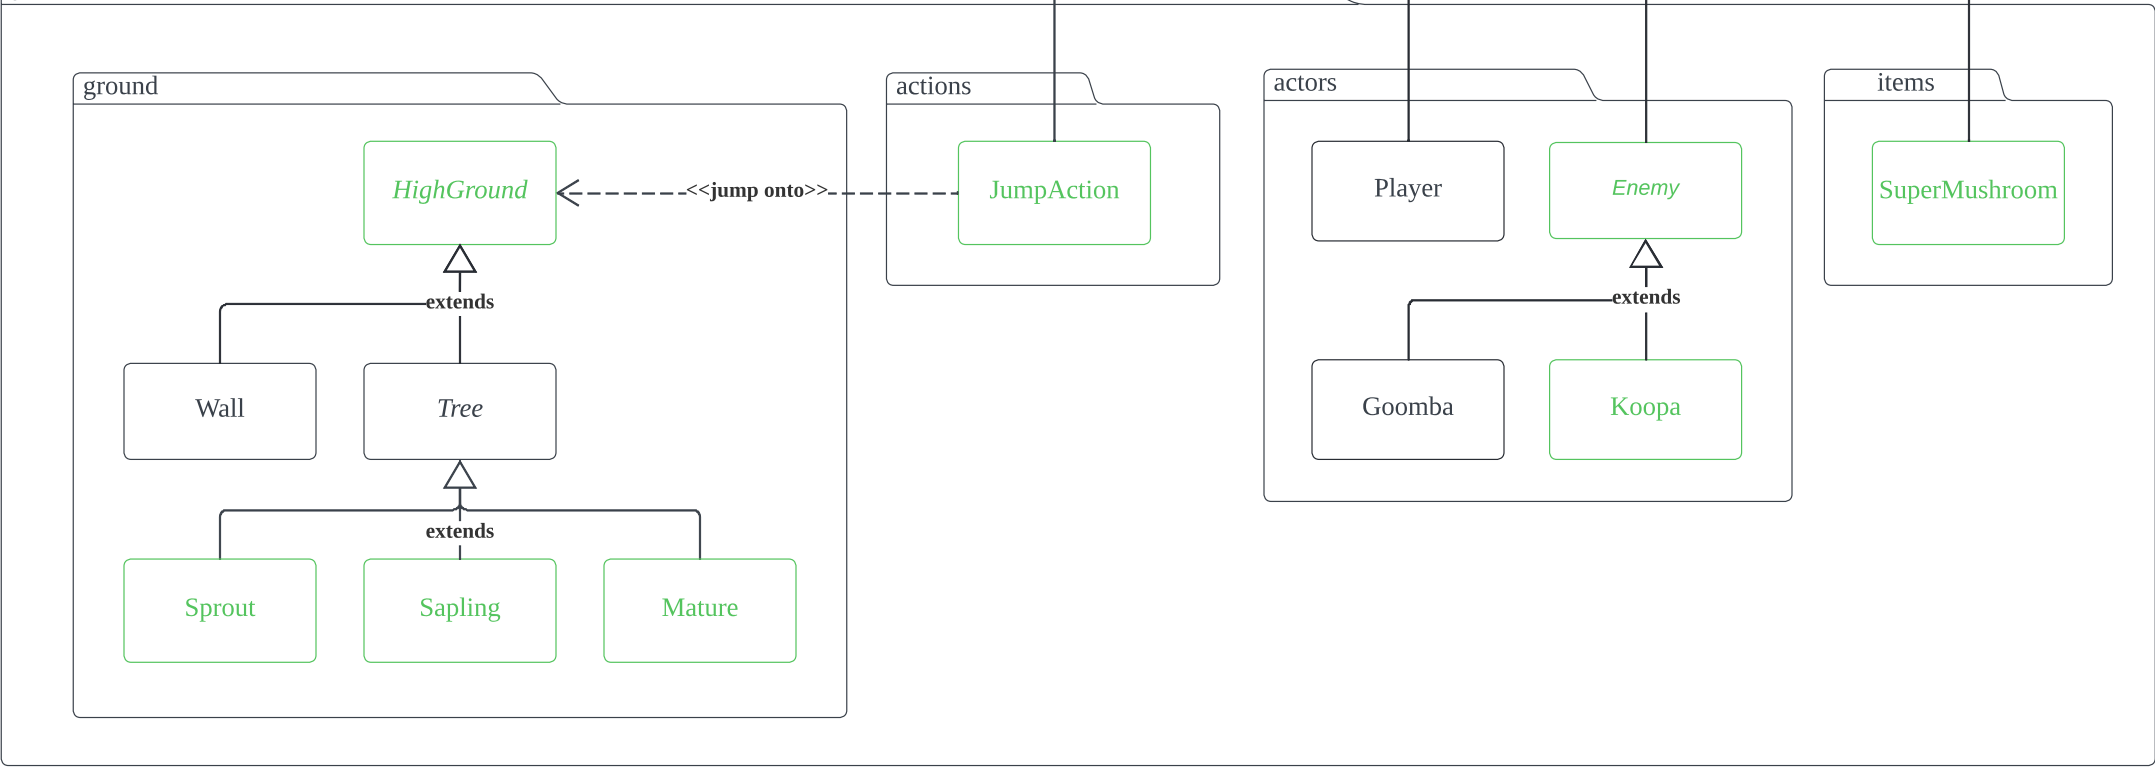 ground
actions
actors
items
HighGround
<<jump onto>>
JumpAction
Player
Enemy
SuperMushroom
extends
extends
Wall
Tree
Goomba
Koopa
extends
Sprout
Sapling
Mature